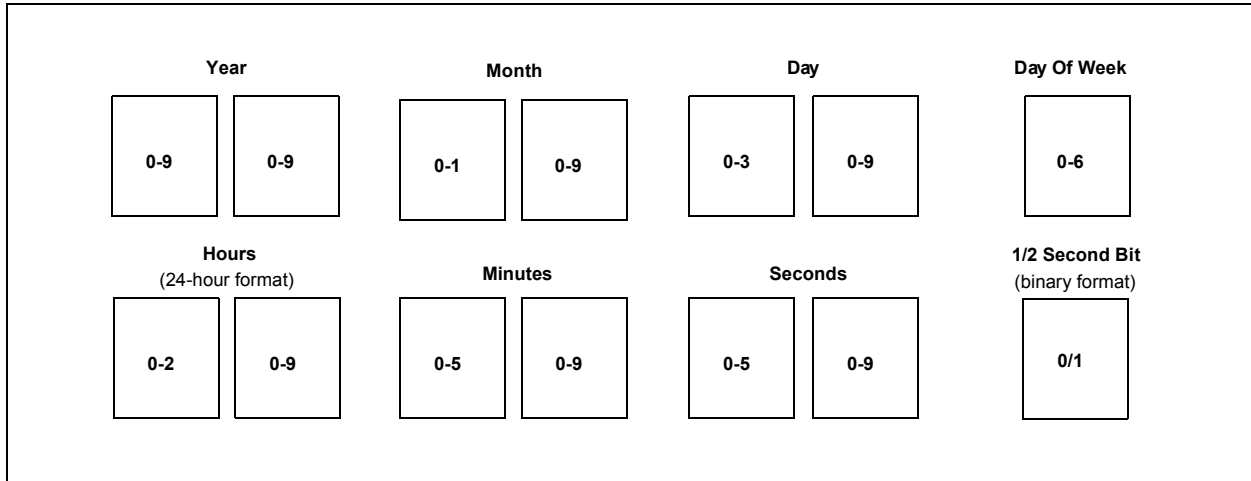 Year
Month
Day
Day Of Week
0-9 0-9 0-1 0-9 0-3 0-9 0-6
Hours
(24-hour format)
Minutes
Seconds
1/2 Second Bit
(binary format)
0-2 0-9 0-5 0-9 0-5 0-9 0/1